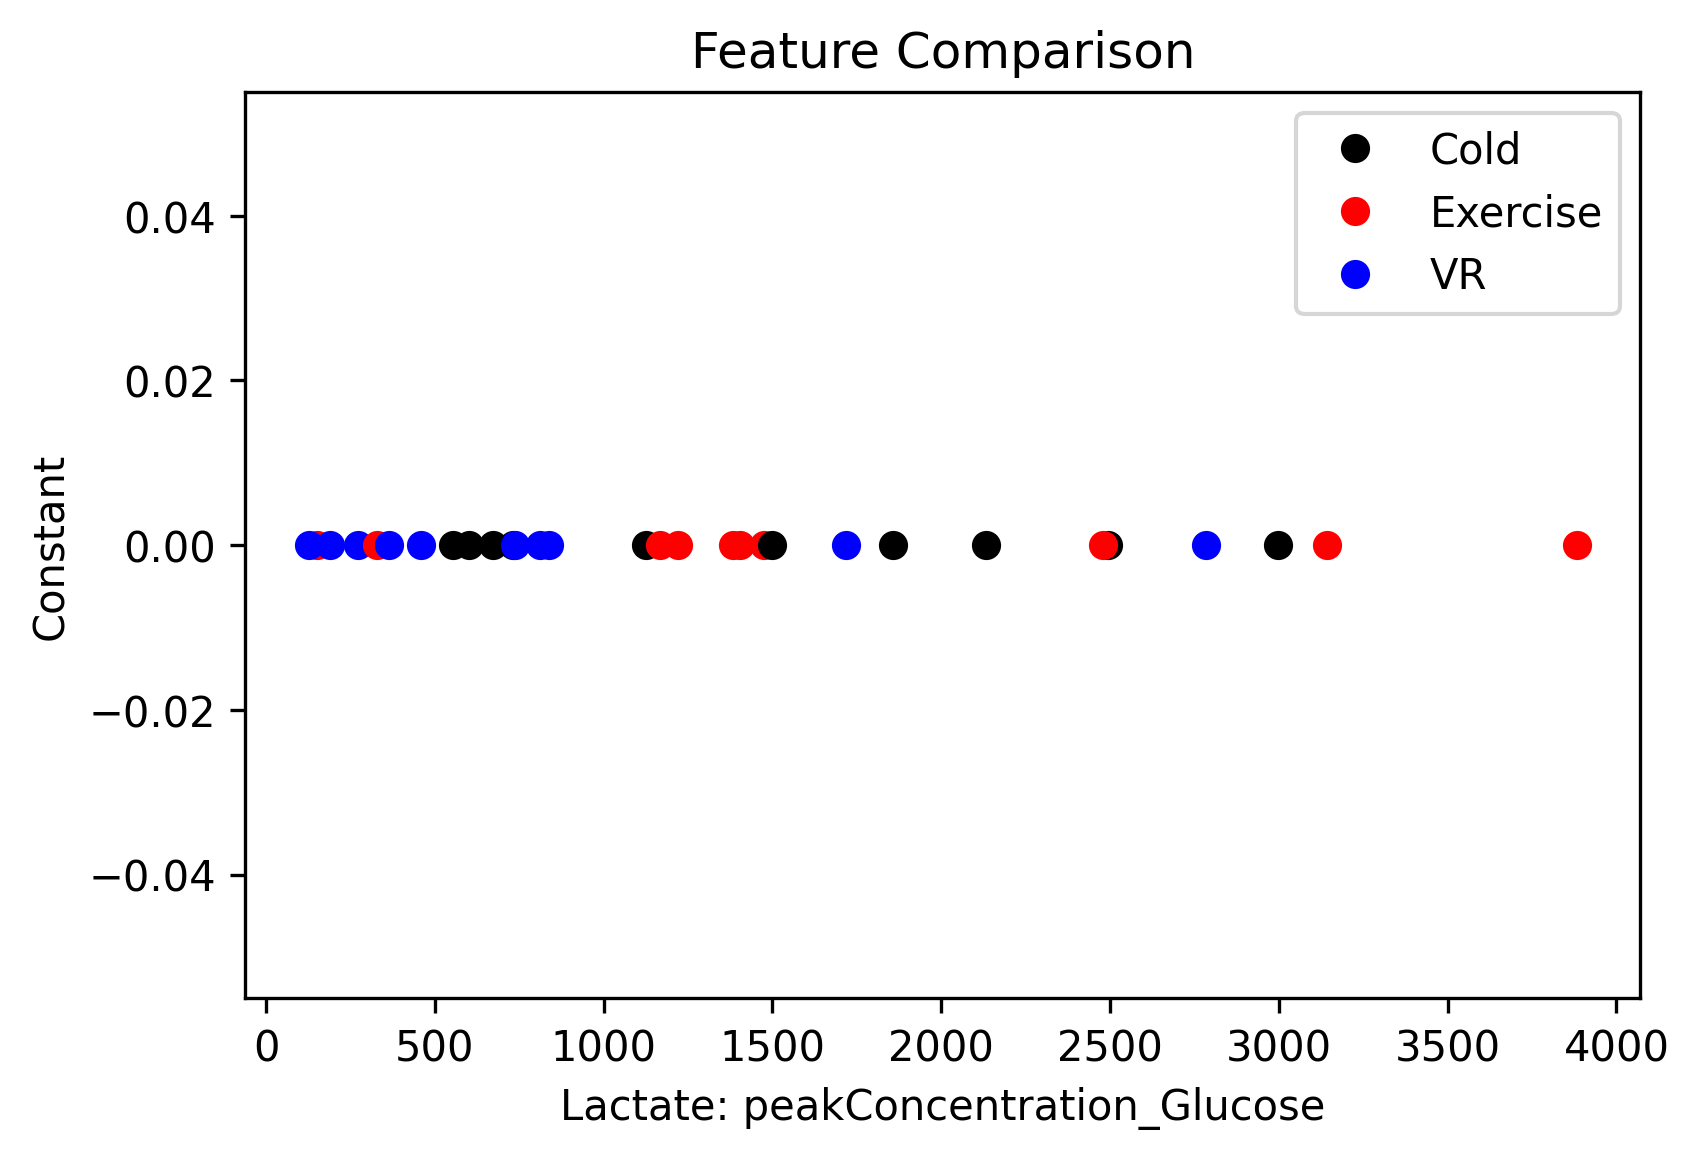 Feature Comparison
Cold
Exercise
VR
0.04
0.02
0.00
−0.02
−0.04
Constant
0 500 1000 1500 2000 2500 3000 3500 4000
Lactate: peakConcentration_Glucose